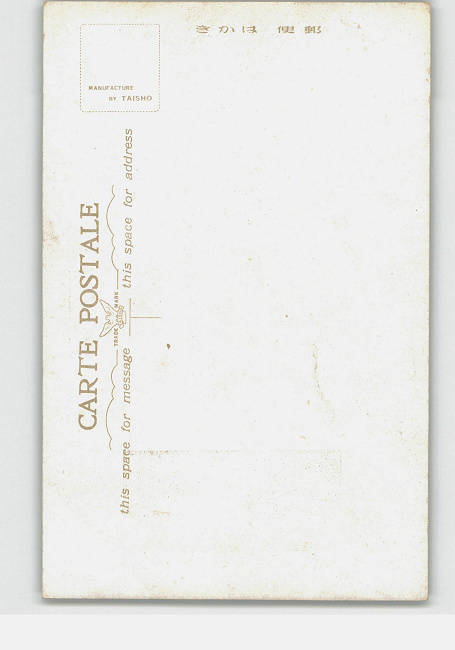 きかは 便郵
MANUFACTURE
BY TAISHO
CARTE POSTALE
TRADE MARK
this space for message
this space for address